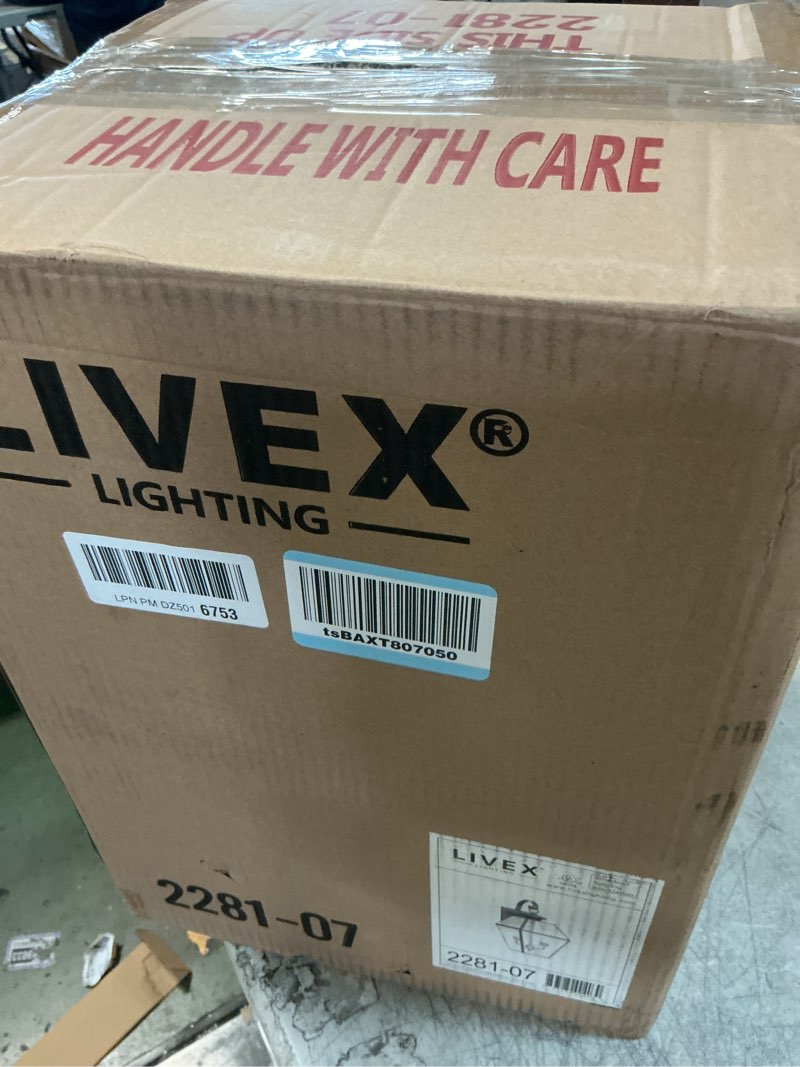 THIS SIDE UP
2281-07
HANDLE WITH CARE
LIVEX®
LIGHTING
LPN PM DZ501 6753
tsBAXT807050
2281-07
LIVEX
LIGHTING
2281-07